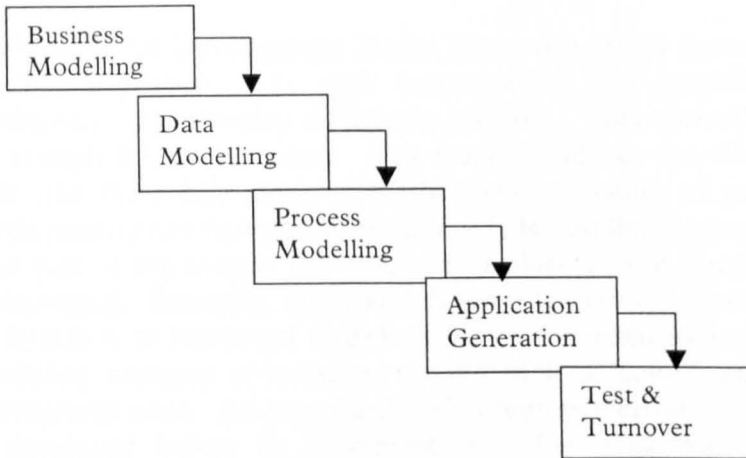 Business
Modelling
Data
Modelling
Process
Modelling
Application
Generation
Test &
Turnover